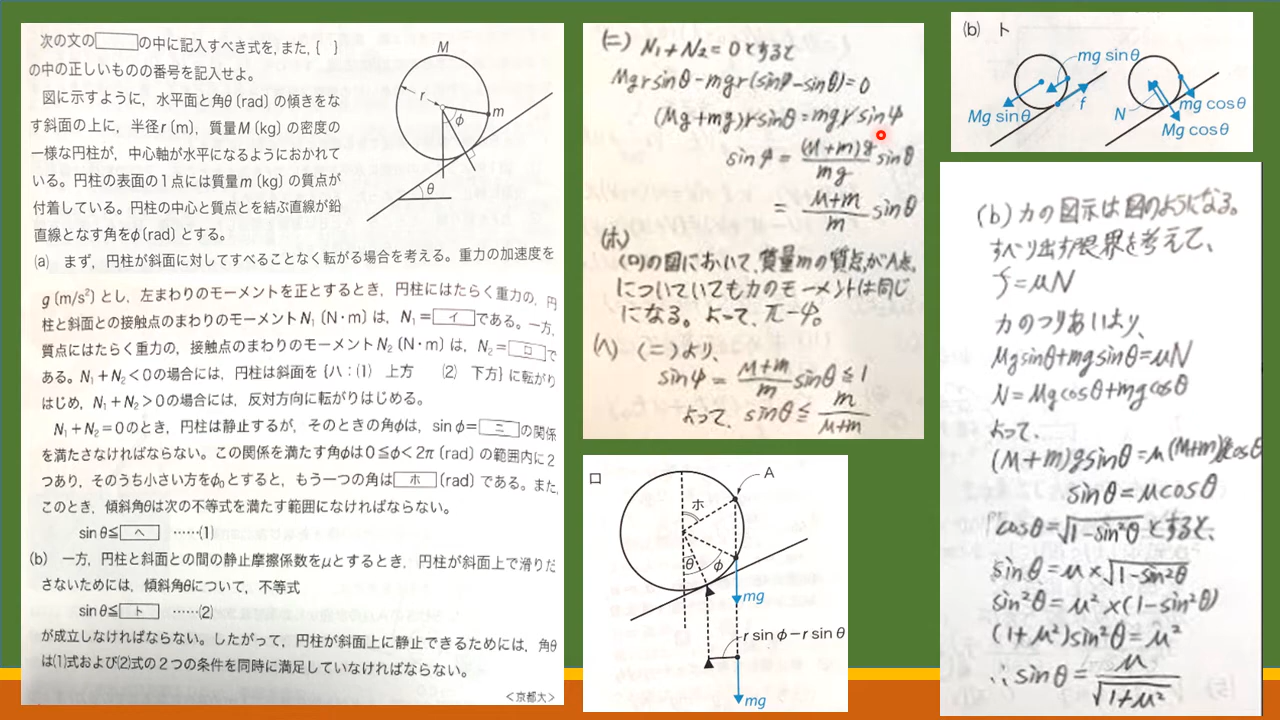 次の文の□の中に記入すべき式を, また, { }
の中の正しいものの番号を記入せよ。
図に示すように, 水平面と角θ(rad)の傾きをな
す斜面の上に, 半径r(m), 質量M(kg)の密度の
一様な円柱が, 中心軸が水平になるようにおかれて
いる。円柱の表面の1点には質量m(kg)の質点が
付着している。円柱の中心と質点とを結ぶ直線が鉛
直線となす角をφ(rad)とする。
M
r
φ
m
θ
(a) まず, 円柱が斜面に対してすべることなく転がる場合を考える。重力の加速度を
g(m/s²)とし, 左まわりのモーメントを正とするとき, 円柱にはたらく重力の, 円
柱と斜面との接触点のまわりのモーメントN₁(N·m)は, N₁=イである。一方,
質点にはたらく重力の, 接触点のまわりのモーメントN₂(N·m)は, N₂=ロで
ある。N₁+N₂<0の場合には, 円柱は斜面を{ハ:(1) 上方 (2) 下方}に転がり
はじめ, N₁+N₂>0の場合には, 反対方向に転がりはじめる。
N₁+N₂=0のとき, 円柱は静止するが, そのときの角φは, sinφ=ニの関係
を満たさなければならない。この関係を満たす角φは0≦φ<2π(rad)の範囲内に2
つあり, そのうち小さい方をφ₀とすると, もう一つの角はホ(rad)である。また,
このとき, 傾斜角θは次の不等式を満たす範囲になければならない。
sinθ≦ヘ ……(1)
(b) 一方, 円柱と斜面との間の静止摩擦係数をμとするとき, 円柱が斜面上で滑りだ
さないためには, 傾斜角θについて, 不等式
sinθ≦ト ……(2)
が成立しなければならない。したがって, 円柱が斜面上に静止できるためには, 角θ
は(1)式および(2)式の2つの条件を同時に満足していなければならない。
<京都大>
(ニ) N₁+N₂=0とすると
Mgrsinθ-mgr(sinφ-sinθ)=0
(Mg+mg)rsinθ=mgrsinφ
sinφ=(M+m)g/mg sinθ
=M+m/m sinθ
(ホ)
(ロ)の図において、質量mの質点がA点
についていても力のモーメントは同じ
になる。よって、π-φ。
(ヘ) (ニ)より、
sinφ=M+m/m sinθ≦1
よって、sinθ≦m/M+m
ロ
A
ホ
θ
φ
mg
r sinφ−r sinθ
mg
(b) ト
mg sinθ
Mg sinθ
f
N
mg cosθ
Mg cosθ
(b) 力の図示は図のようになる。
すべり出す限界を考えて、
f=μN
力のつりあいより、
Mgsinθ+mgsinθ=μN
N=Mgcosθ+mgcosθ
よって、
(M+m)gsinθ=μ(M+m)gcosθ
sinθ=μcosθ
cosθ=√1-sin²θとすると、
sinθ=μ×√1-sin²θ
sin²θ=μ²×(1-sin²θ)
(1+μ²)sin²θ=μ²
∴sinθ=μ/√1+μ²